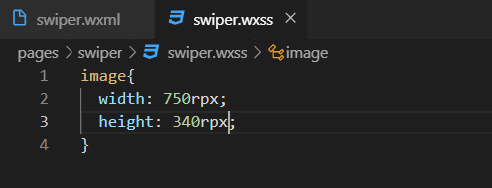 swiper.wxml swiper.wxss
pages > swiper > swiper.wxss > image
1 image{
2 width: 750rpx;
3 height: 340rpx;
4 }